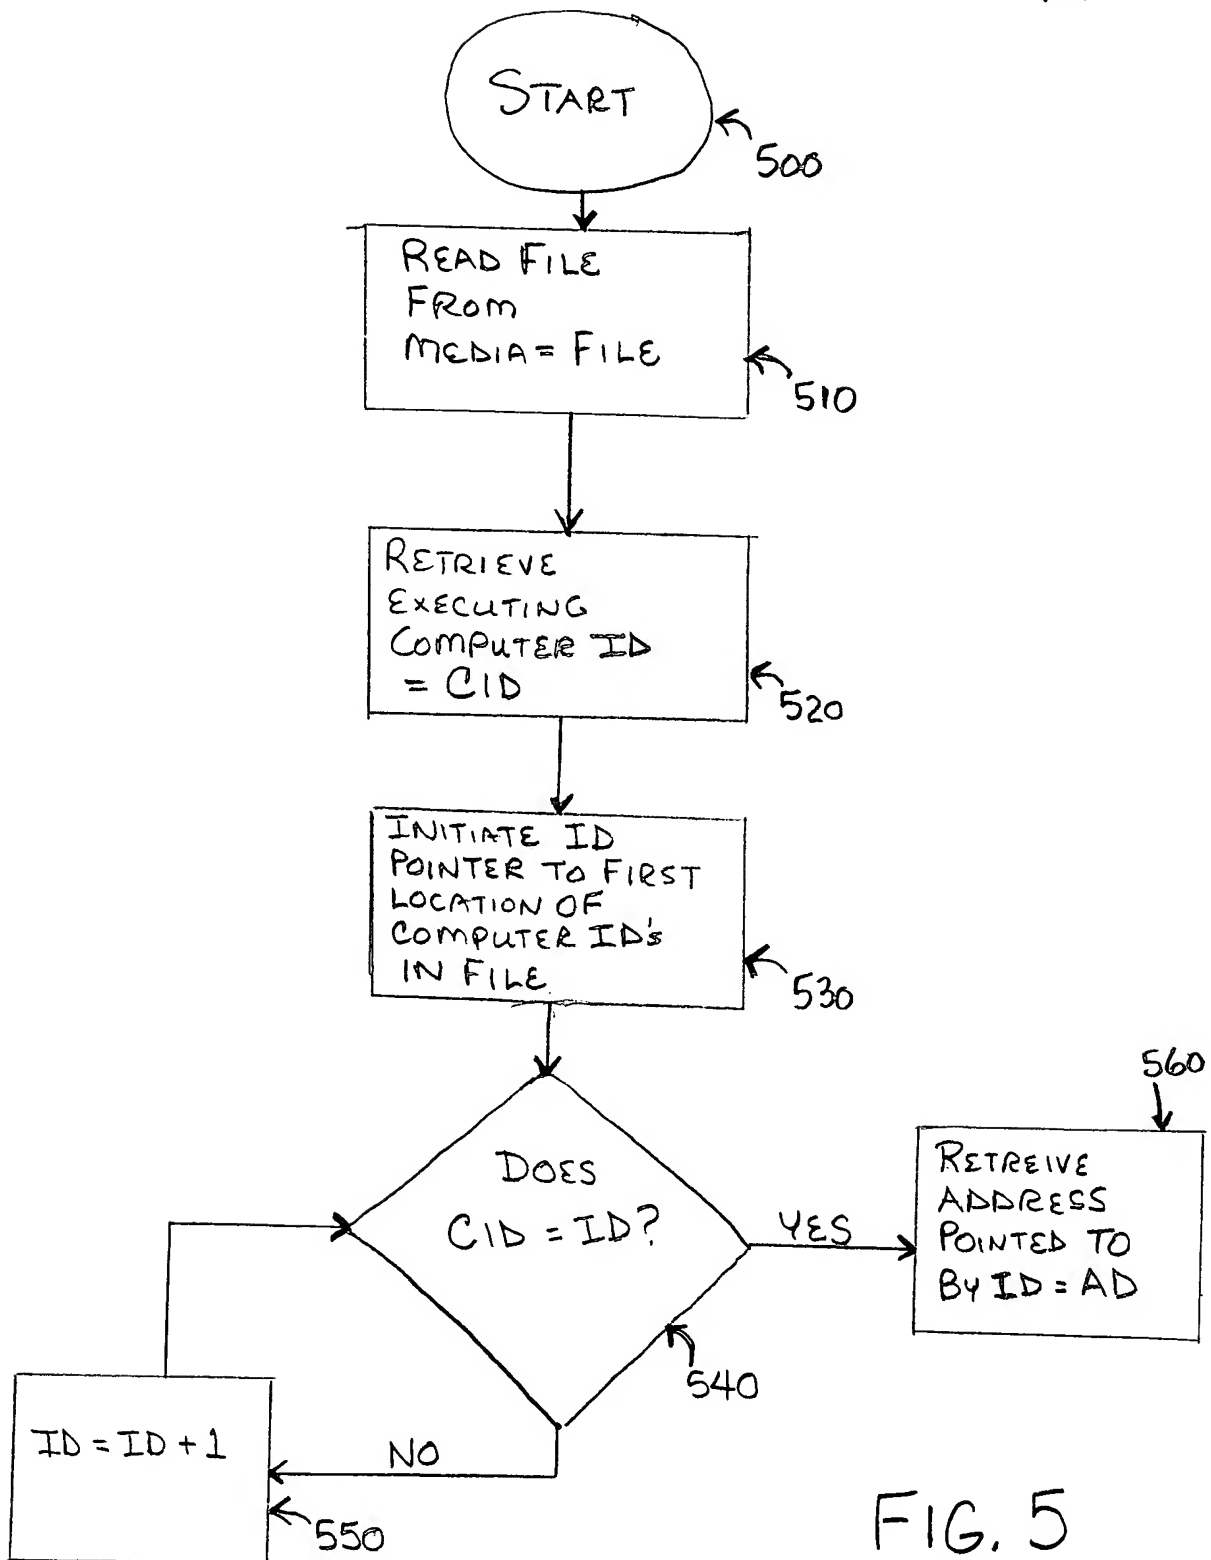 START
500
READ FILE
FROM
MEDIA = FILE
510
RETRIEVE
EXECUTING
COMPUTER ID
= CID
520
INITIATE ID
POINTER TO FIRST
LOCATION OF
COMPUTER ID's
IN FILE
530
560
DOES
CID = ID?
YES
RETREIVE
ADDRESS
POINTED TO
BY ID = AD
540
ID = ID + 1
NO
550
FIG. 5